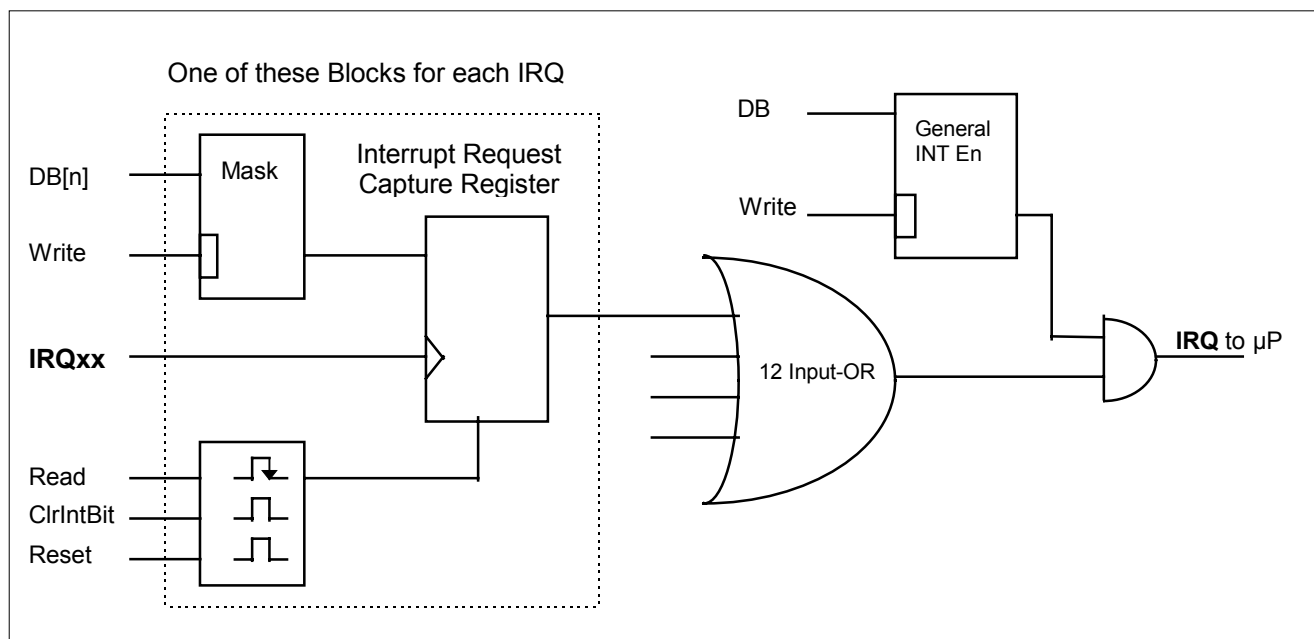 One of these Blocks for each IRQ
DB[n]
Write
IRQxx
Read
ClrIntBit
Reset
Mask
Interrupt Request
Capture Register
12 Input-OR
DB
Write
General
INT En
IRQ to µP